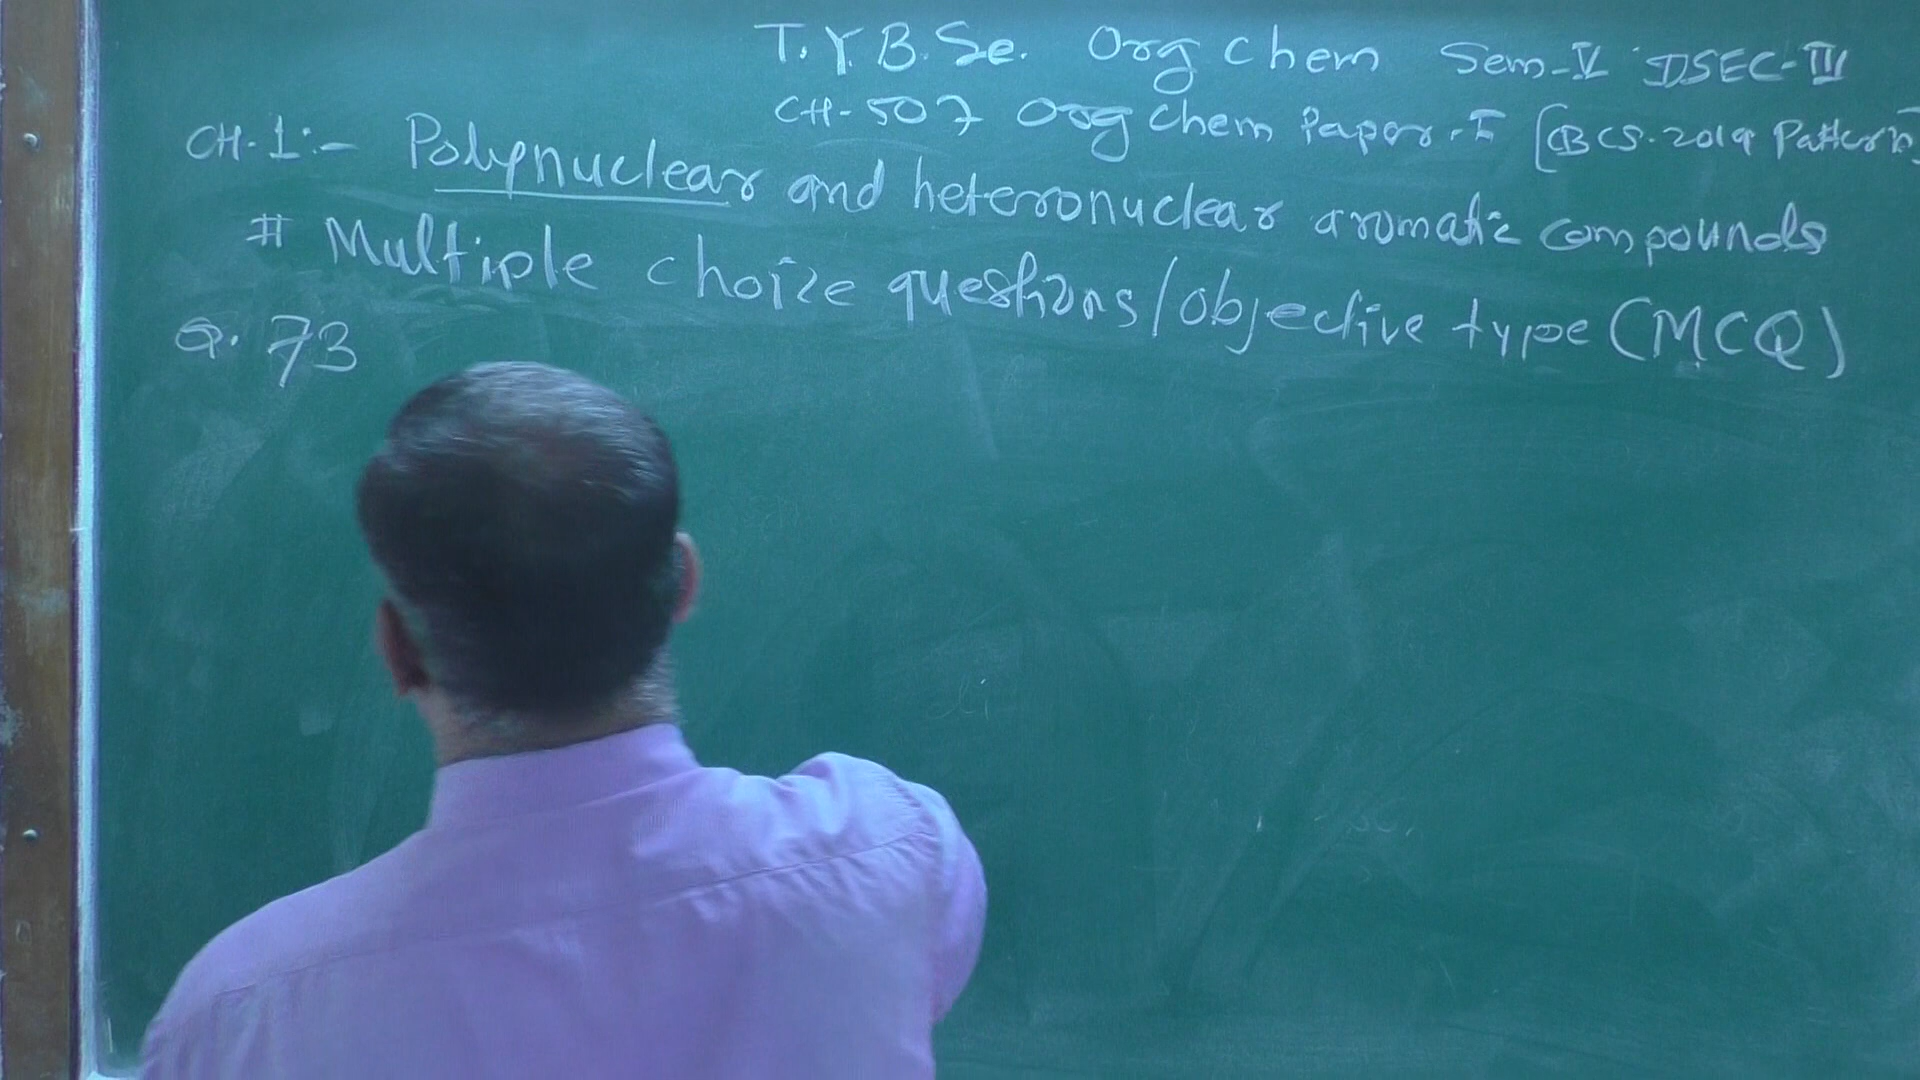 T.Y.B.Sc. Org Chem Sem-V DSEC-III
CH-507 Org Chem Paper-I [CBCS-2019 Pattern]
CH.1:- Polynuclear and heteronuclear aromatic compounds
# Multiple choice questions/objective type (MCQ)
Q. 73